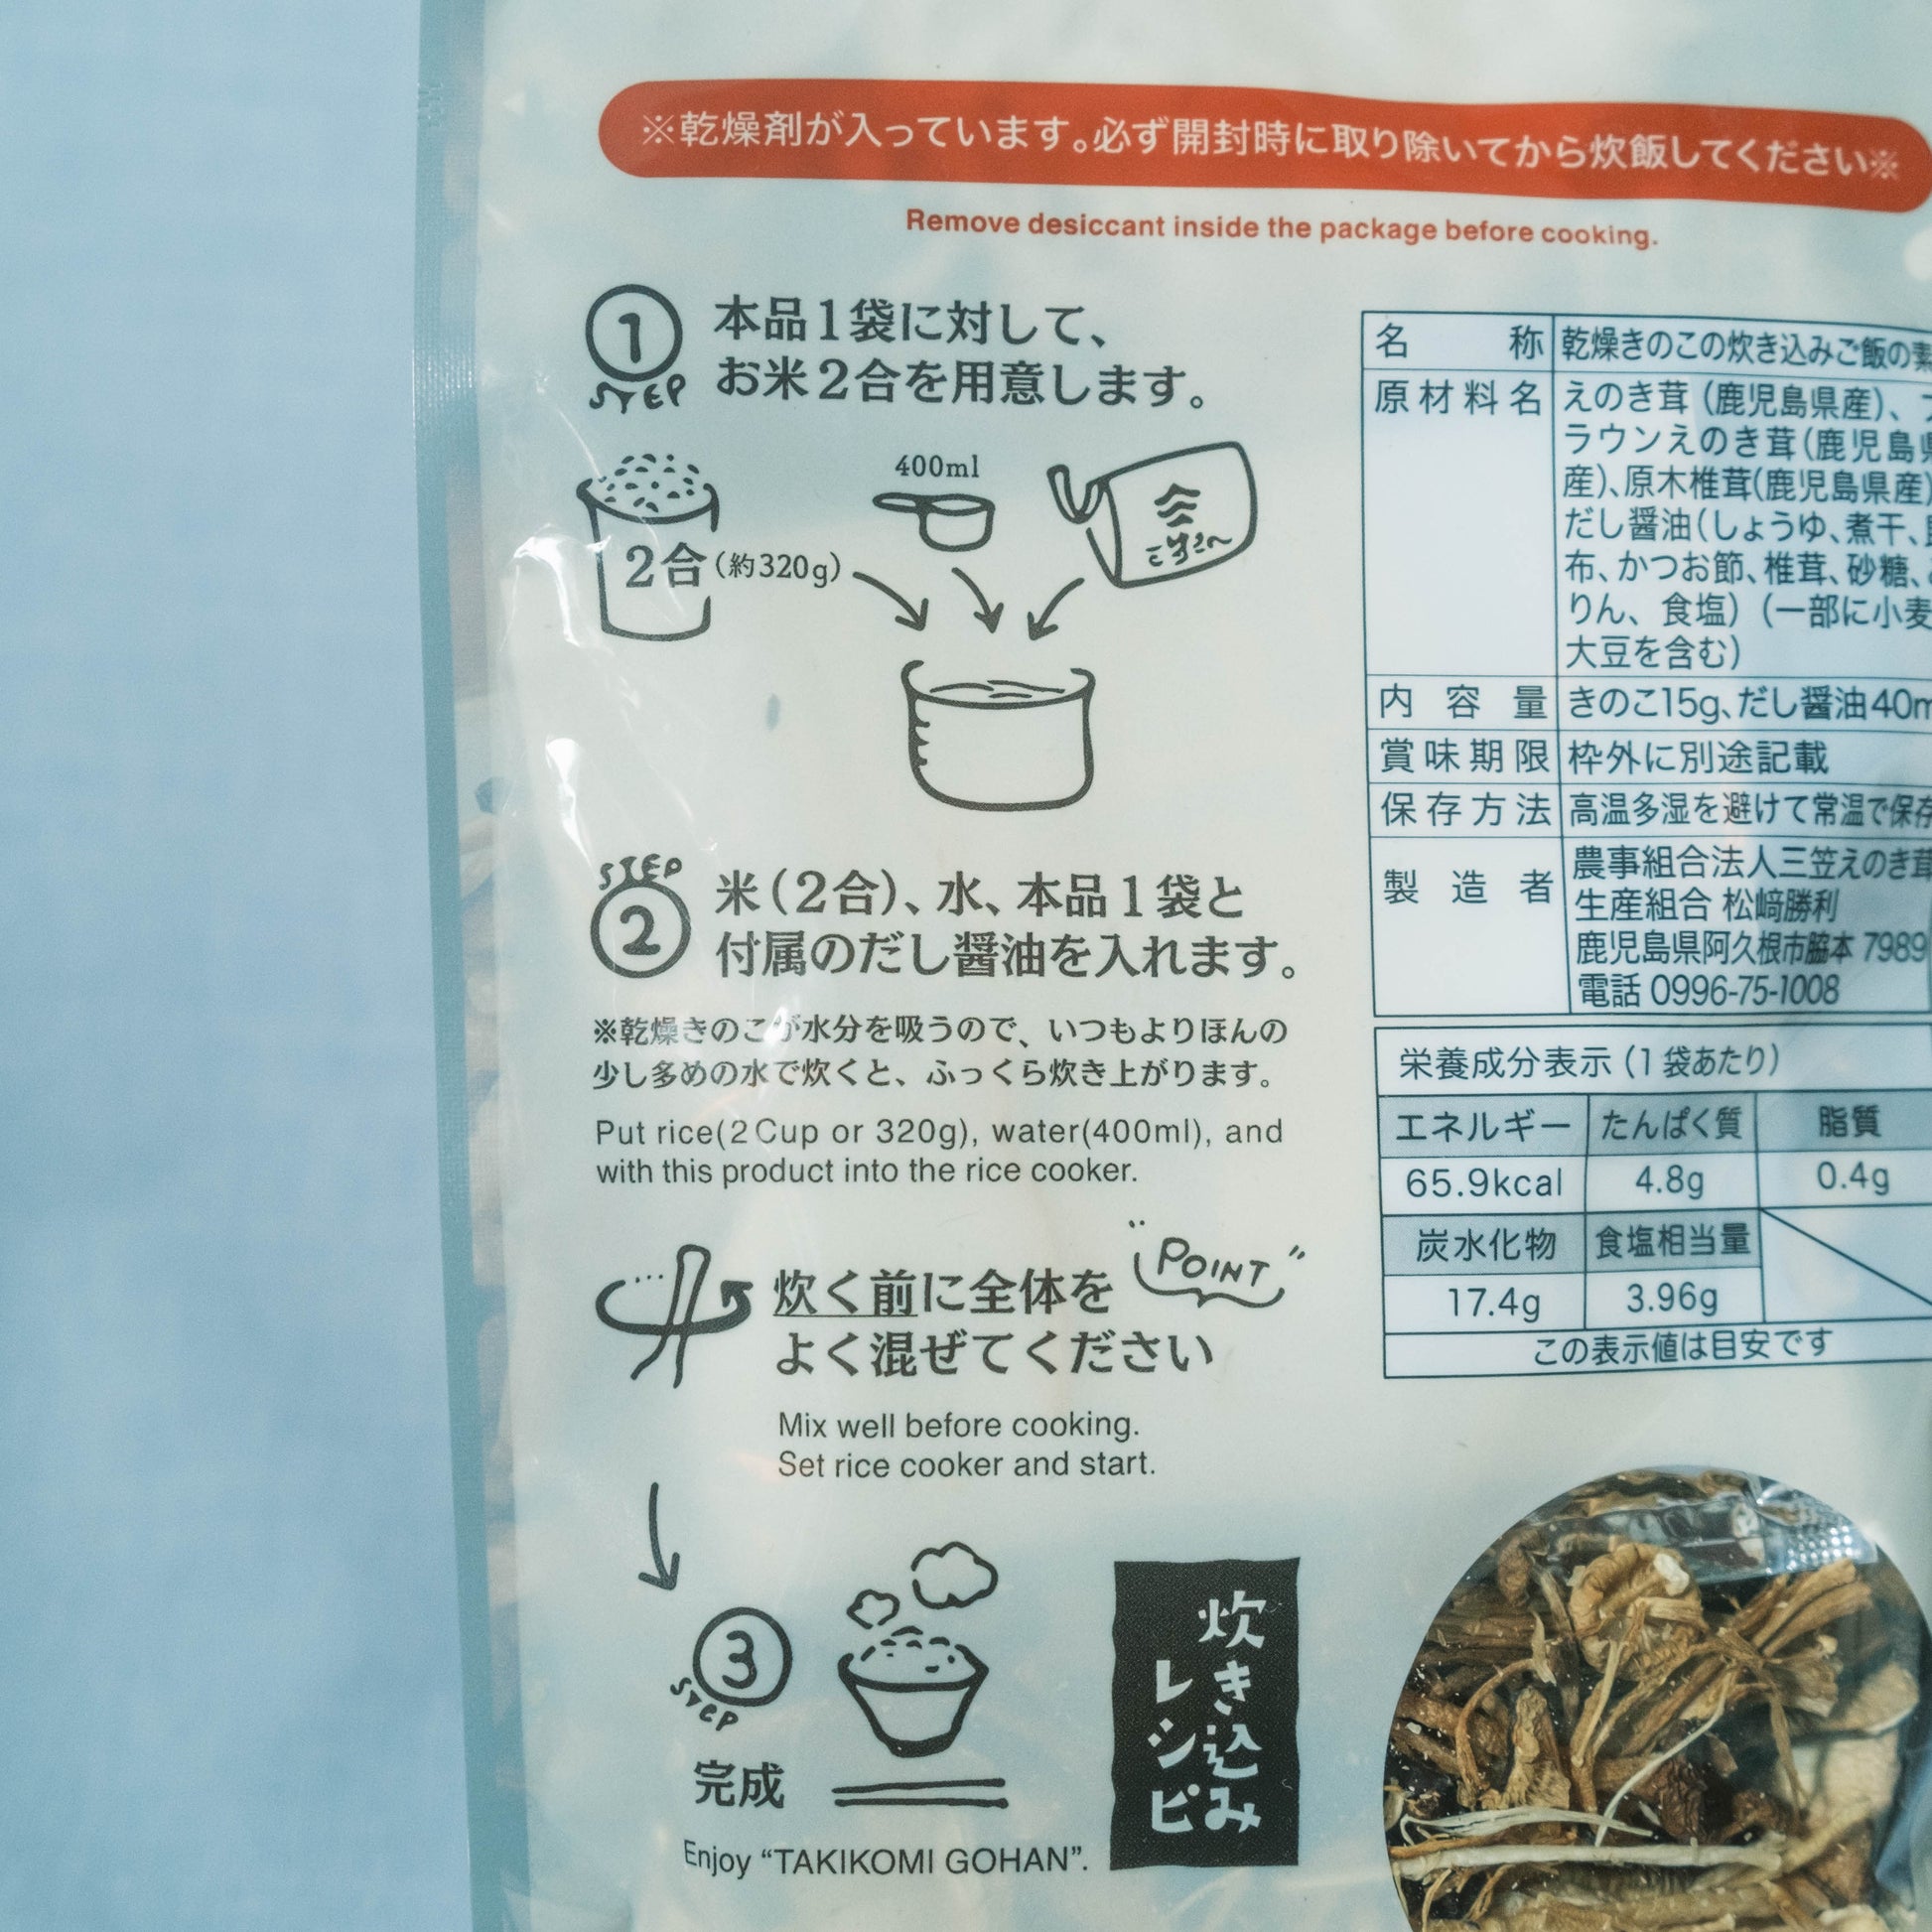 ※乾燥剤が入っています。必ず開封時に取り除いてから炊飯してください※
Remove desiccant inside the package before cooking.
1
STEP
本品1袋に対して、
お米2合を用意します。
400ml
2合(約320g)
STEP
2
米(2合)、水、本品1袋と
付属のだし醤油を入れます。
※乾燥きのこが水分を吸うので、いつもよりほんの
少し多めの水で炊くと、ふっくら炊き上がります。
Put rice(2Cup or 320g), water(400ml), and
with this product into the rice cooker.
POINT
炊く前に全体を
よく混ぜてください
Mix well before cooking.
Set rice cooker and start.
3
STEP
完成
Enjoy “TAKIKOMI GOHAN”.
炊き込み
レシピ
名称 乾燥きのこの炊き込みご飯の素
原材料名 えのき茸(鹿児島県産)、
ラウンえのき茸(鹿児島県
産)、原木椎茸(鹿児島県産)
だし醤油(しょうゆ、煮干、
布、かつお節、椎茸、砂糖、
りん、食塩)(一部に小麦
大豆を含む)
内容量 きのこ15g、だし醤油40m
賞味期限 枠外に別途記載
保存方法 高温多湿を避けて常温で保存
製造者 農事組合法人三笠えのき茸
生産組合 松﨑勝利
鹿児島県阿久根市脇本 7989
電話 0996-75-1008
栄養成分表示(1袋あたり)
エネルギー たんぱく質 脂質
65.9kcal 4.8g 0.4g
炭水化物 食塩相当量
17.4g 3.96g
この表示値は目安です